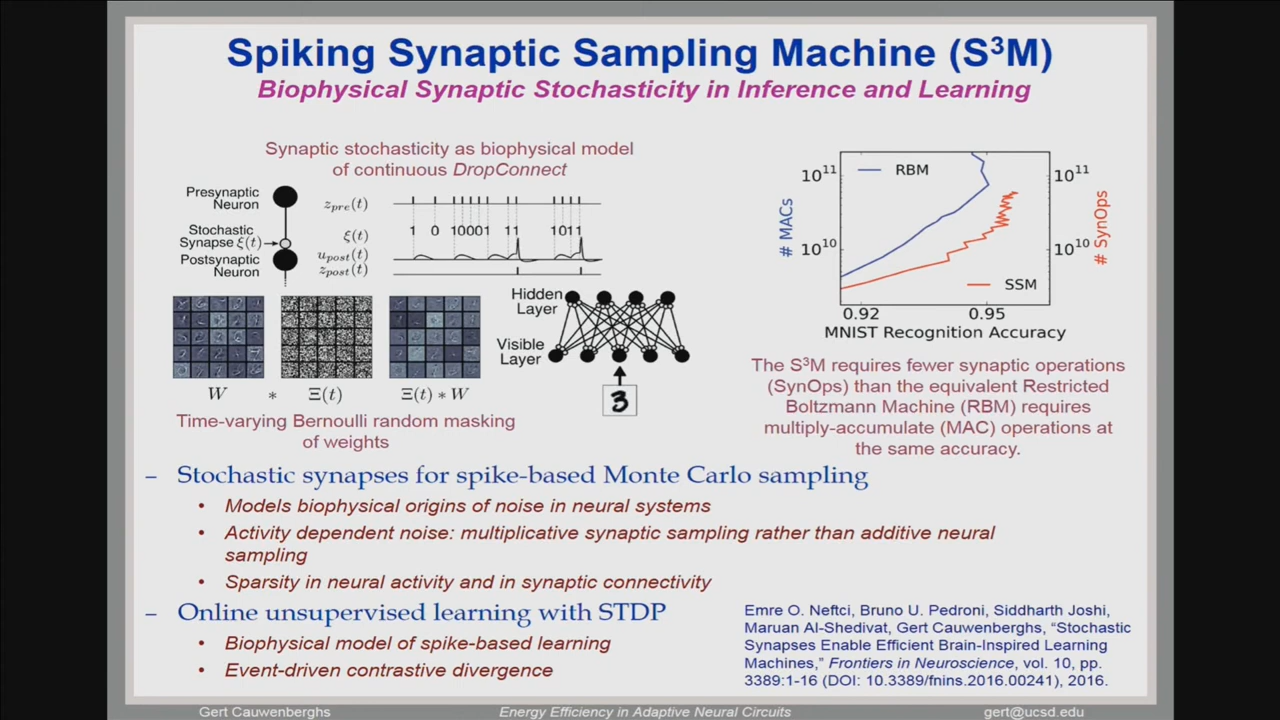 Spiking Synaptic Sampling Machine (S³M)
Biophysical Synaptic Stochasticity in Inference and Learning
Synaptic stochasticity as biophysical model
of continuous DropConnect
Presynaptic
Neuron
Stochastic
Synapse ξ(t)
Postsynaptic
Neuron
z_pre(t)
ξ(t)
1 0 10001 11 1011
u_post(t)
z_post(t)
W * Ξ(t) Ξ(t) * W
Time-varying Bernoulli random masking
of weights
Hidden
Layer
Visible
Layer
3
RBM
SSM
# MACs
10¹¹
10¹⁰
10¹¹
10¹⁰
# SynOps
0.92 0.95
MNIST Recognition Accuracy
The S³M requires fewer synaptic operations
(SynOps) than the equivalent Restricted
Boltzmann Machine (RBM) requires
multiply-accumulate (MAC) operations at
the same accuracy.
– Stochastic synapses for spike-based Monte Carlo sampling
• Models biophysical origins of noise in neural systems
• Activity dependent noise: multiplicative synaptic sampling rather than additive neural
sampling
• Sparsity in neural activity and in synaptic connectivity
– Online unsupervised learning with STDP
• Biophysical model of spike-based learning
• Event-driven contrastive divergence
Emre O. Neftci, Bruno U. Pedroni, Siddharth Joshi,
Maruan Al-Shedivat, Gert Cauwenberghs, “Stochastic
Synapses Enable Efficient Brain-Inspired Learning
Machines,” Frontiers in Neuroscience, vol. 10, pp.
3389:1-16 (DOI: 10.3389/fnins.2016.00241), 2016.
Gert Cauwenberghs
Energy Efficiency in Adaptive Neural Circuits
gert@ucsd.edu